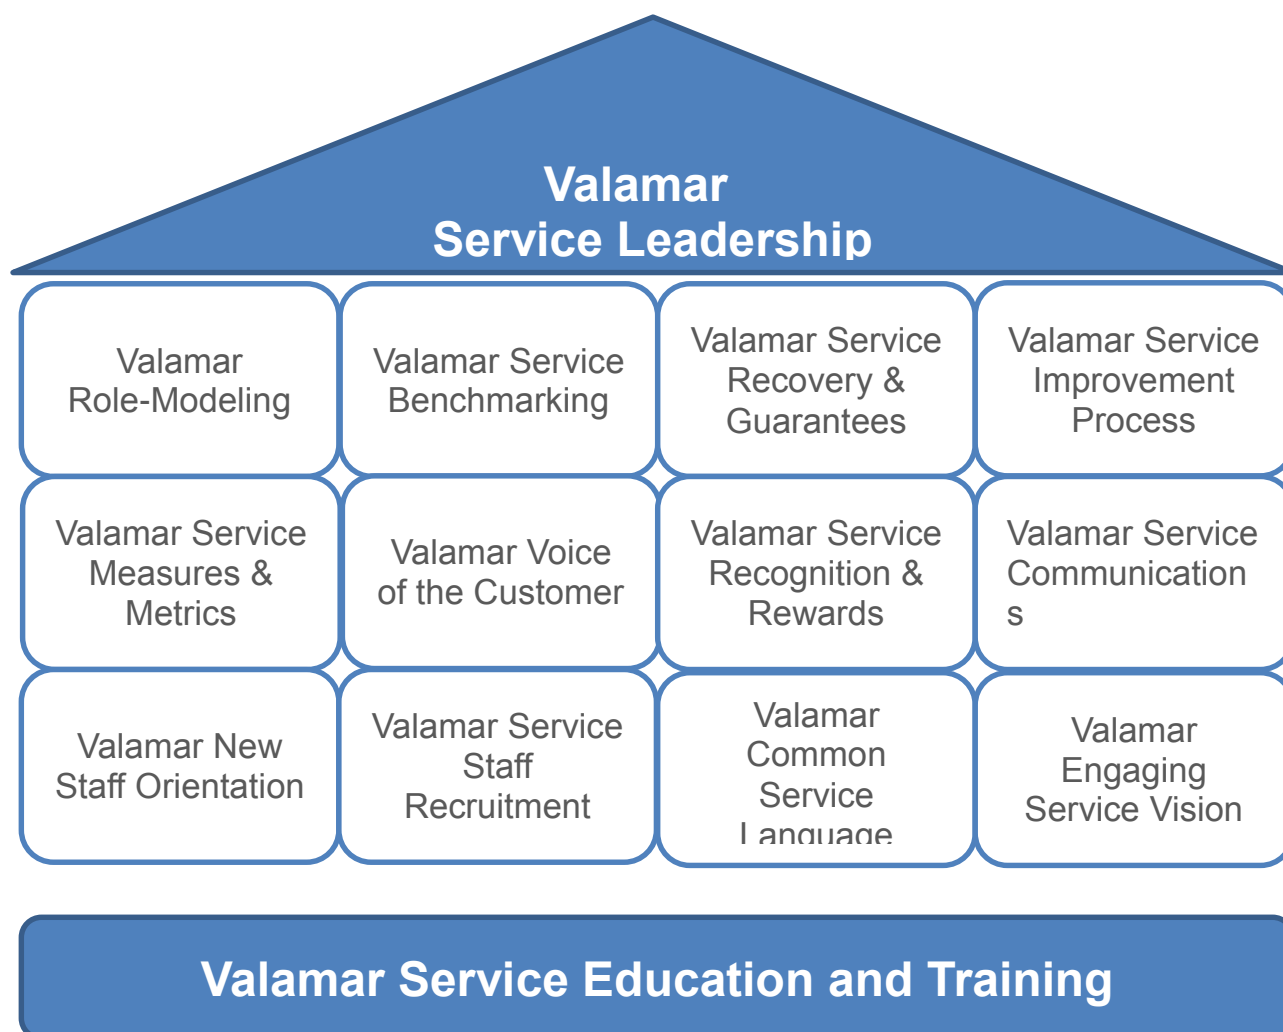 Valamar
Service Leadership
Valamar
Role-Modeling
Valamar Service
Benchmarking
Valamar Service
Recovery &
Guarantees
Valamar Service
Improvement
Process
Valamar Service
Measures &
Metrics
Valamar Voice
of the Customer
Valamar Service
Recognition &
Rewards
Valamar Service
Communication
s
Valamar New
Staff Orientation
Valamar Service
Staff
Recruitment
Valamar
Common
Service
Language
Valamar
Engaging
Service Vision
Valamar Service Education and Training